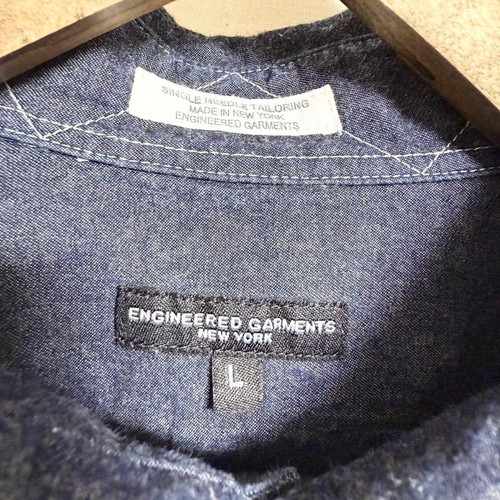 SINGLE NEEDLE TAILORING
MADE IN NEW YORK
ENGINEERED GARMENTS
ENGINEERED GARMENTS
NEW YORK
L